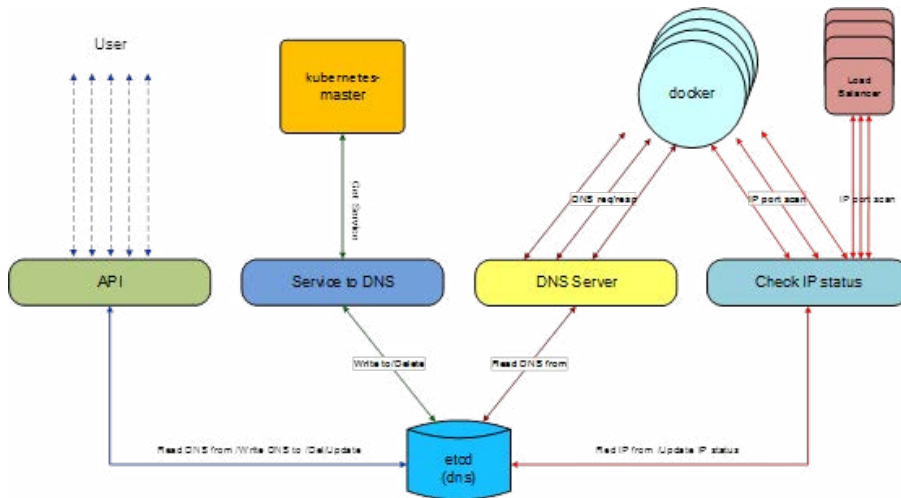 User
kubernetes-
master
docker
Load
Balancer
Get Service
DNS req/resp
IP port scan
IP port scan
API
Service to DNS
DNS Server
Check IP status
Write to/Delete
Read DNS from
Read DNS from /Write DNS to /Del/Update
Red IP from /Update IP status
etcd
(dns)